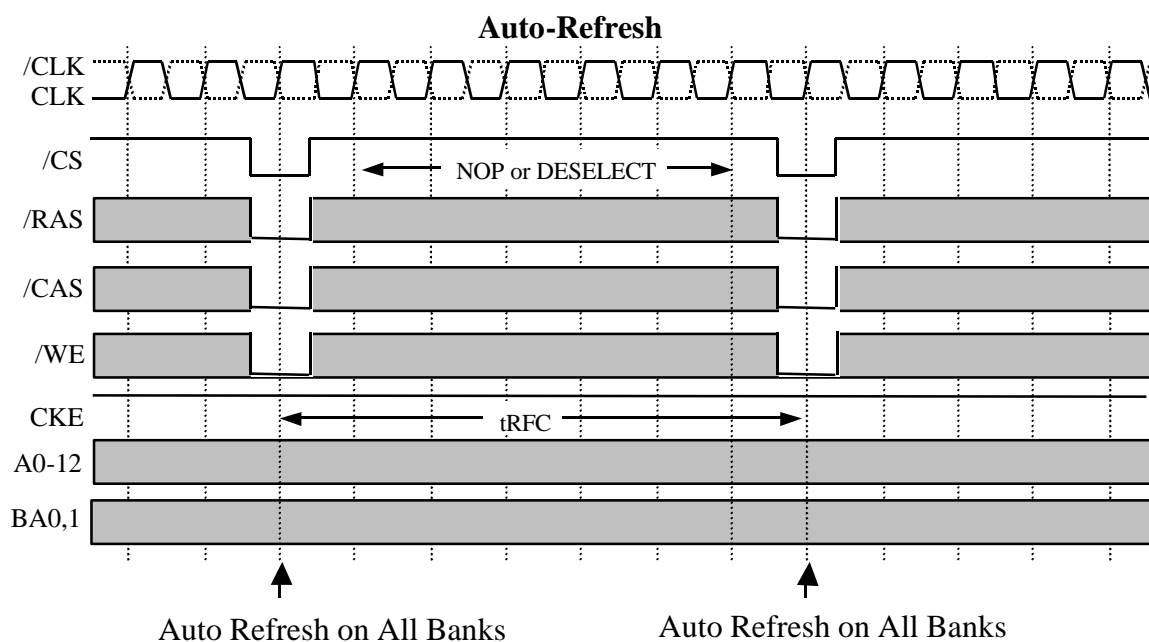 Auto-Refresh
/CLK
CLK
/CS
NOP or DESELECT
/RAS
/CAS
/WE
CKE
tRFC
A0-12
BA0,1
Auto Refresh on All Banks
Auto Refresh on All Banks